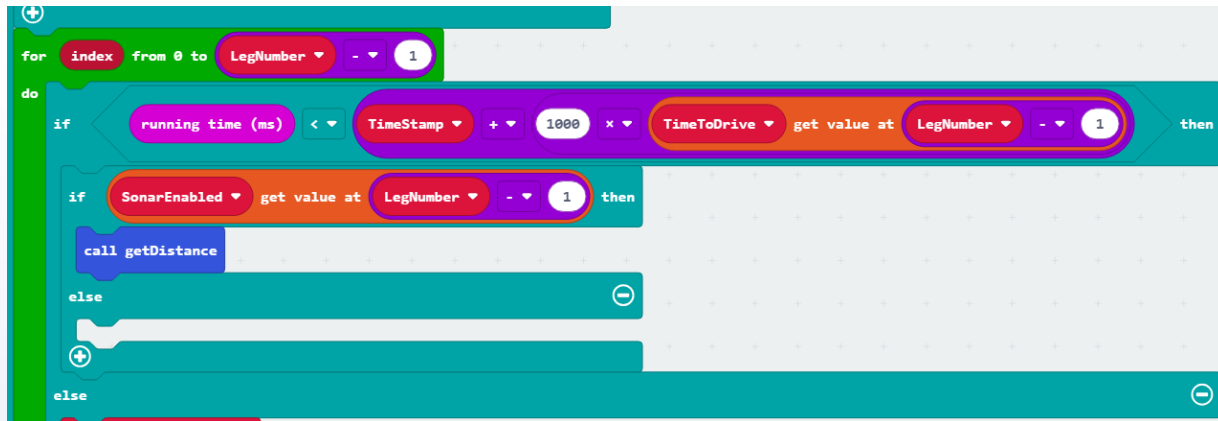 for index from 0 to LegNumber - 1
do
if running time (ms) < TimeStamp + 1000 × TimeToDrive get value at LegNumber - 1 then
if SonarEnabled get value at LegNumber - 1 then
call getDistance
else
else